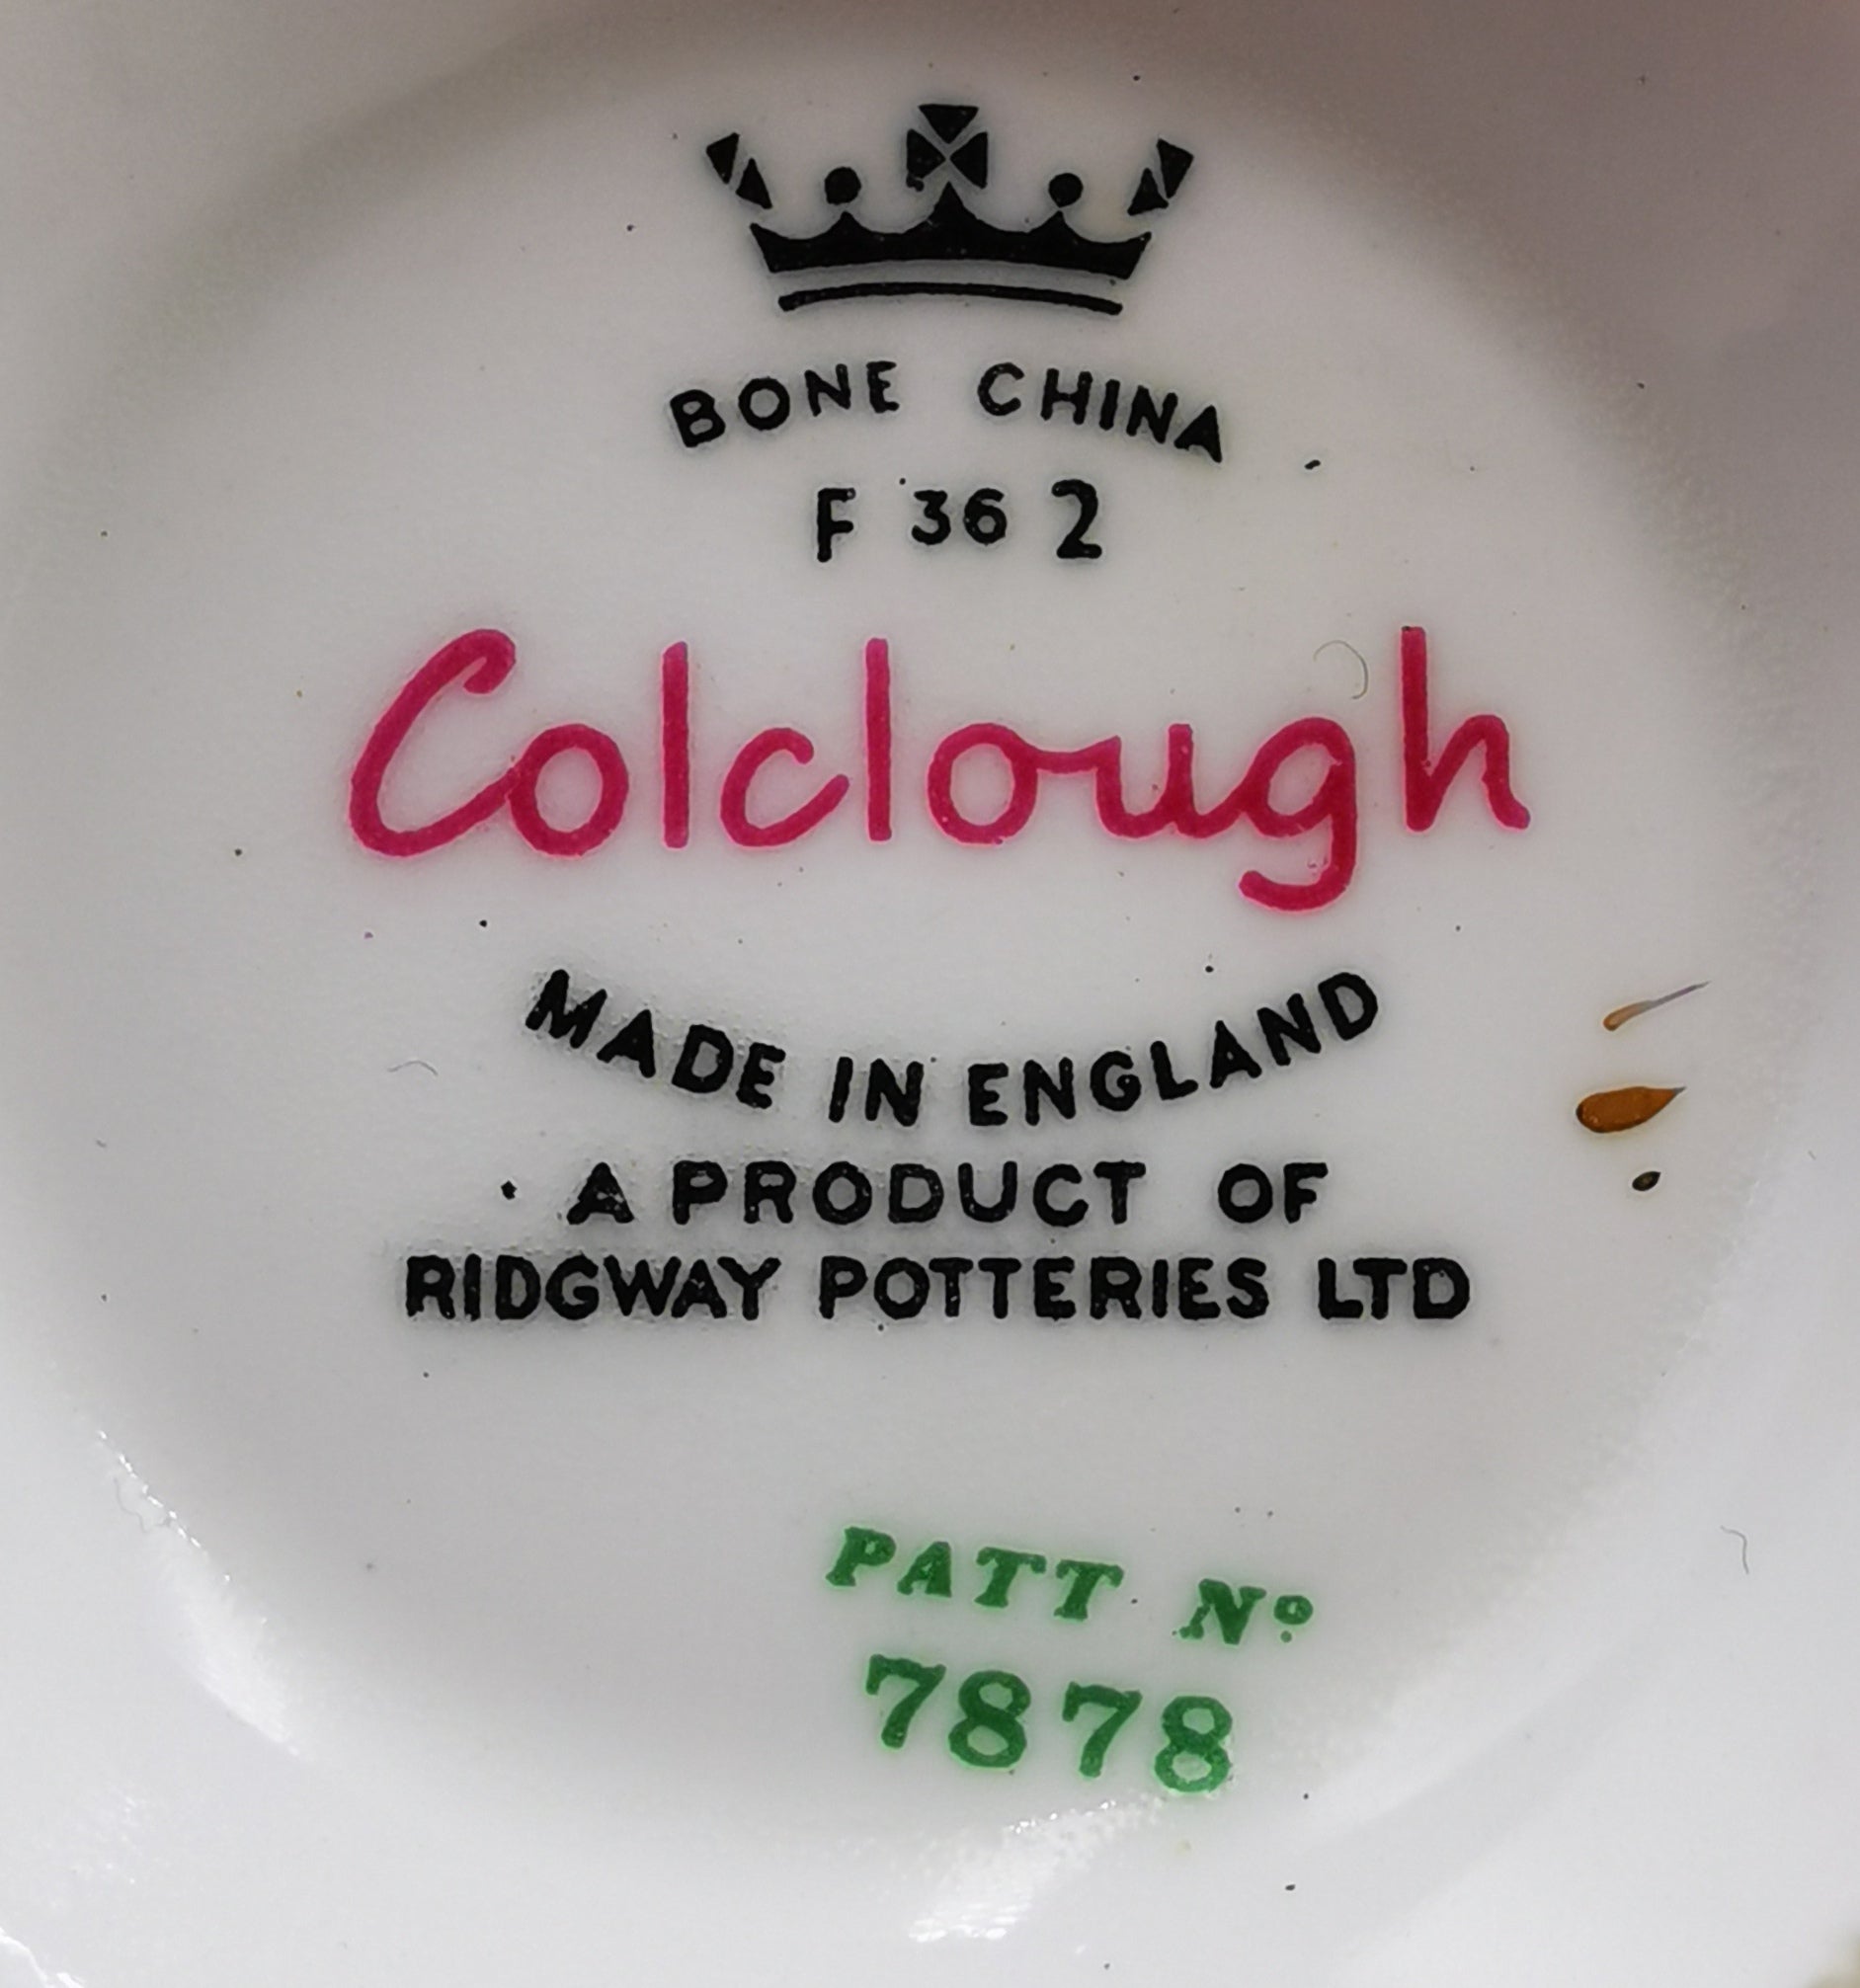 BONE CHINA
F 36 2
Colclough
MADE IN ENGLAND
A PRODUCT OF
RIDGWAY POTTERIES LTD
PATT Nº
7878